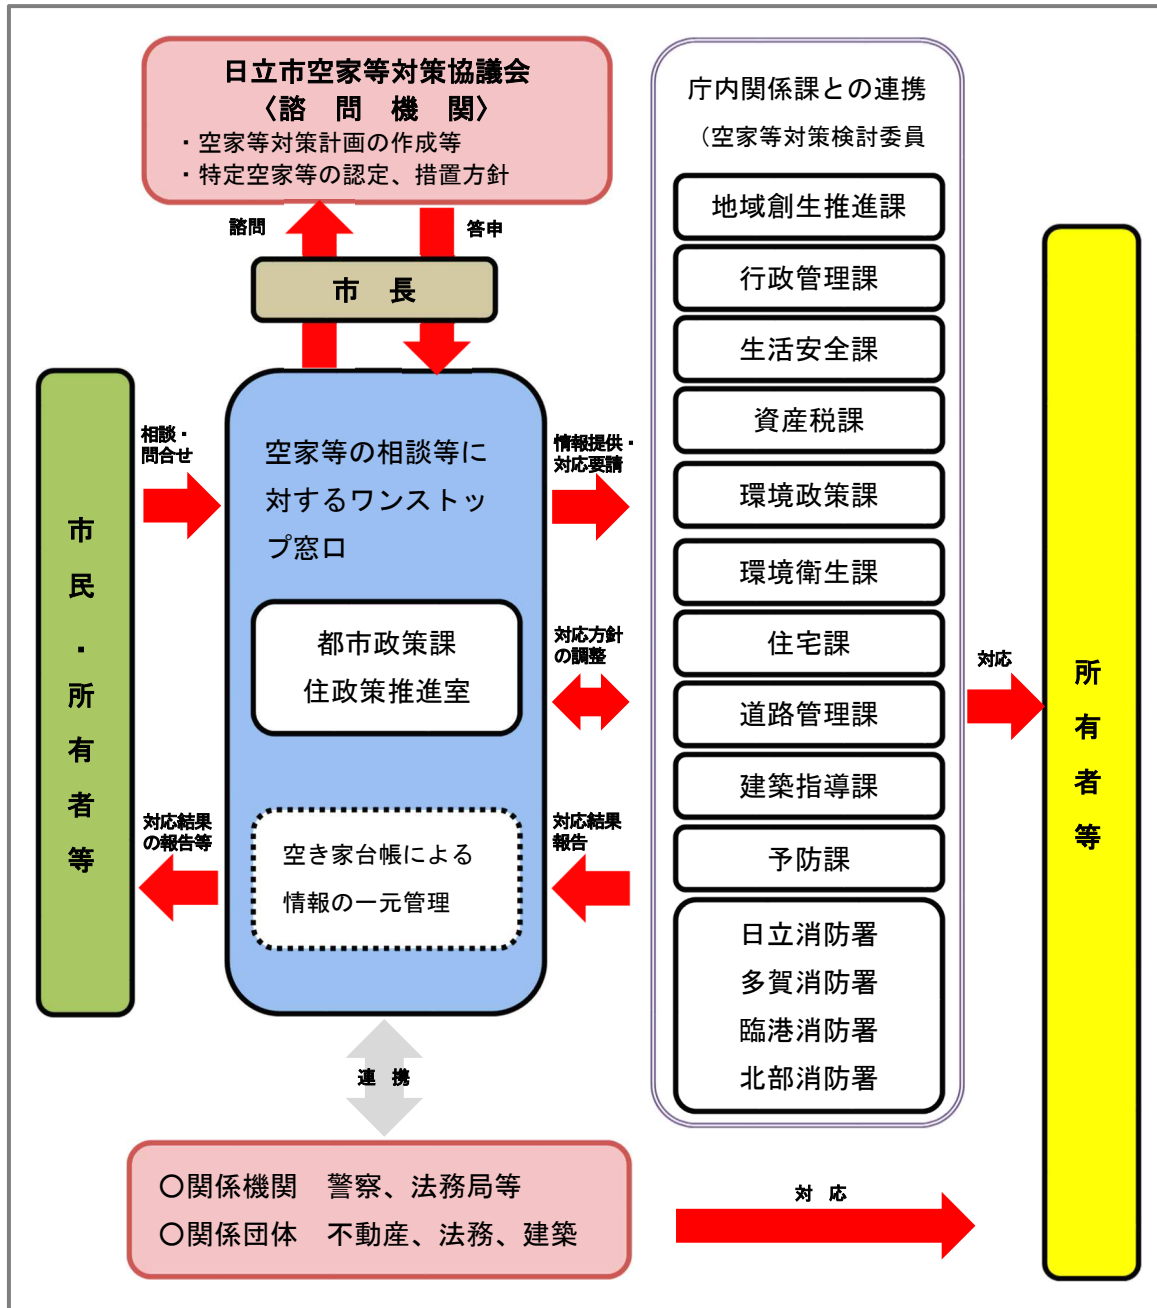 日立市空家等対策協議会
〈諮　問　機　関〉
・空家等対策計画の作成等
・特定空家等の認定、措置方針
諮問
答申
市　長
市民・所有者等
相談・
問合せ
対応結果
の報告等
空家等の相談等に
対するワンストッ
プ窓口
都市政策課
住政策推進室
空き家台帳による
情報の一元管理
情報提供・
対応要請
対応方針
の調整
対応結果
報告
庁内関係課との連携
（空家等対策検討委員
地域創生推進課
行政管理課
生活安全課
資産税課
環境政策課
環境衛生課
住宅課
道路管理課
建築指導課
予防課
日立消防署
多賀消防署
臨港消防署
北部消防署
対応
所有者等
連　携
〇関係機関　警察、法務局等
〇関係団体　不動産、法務、建築
対　応